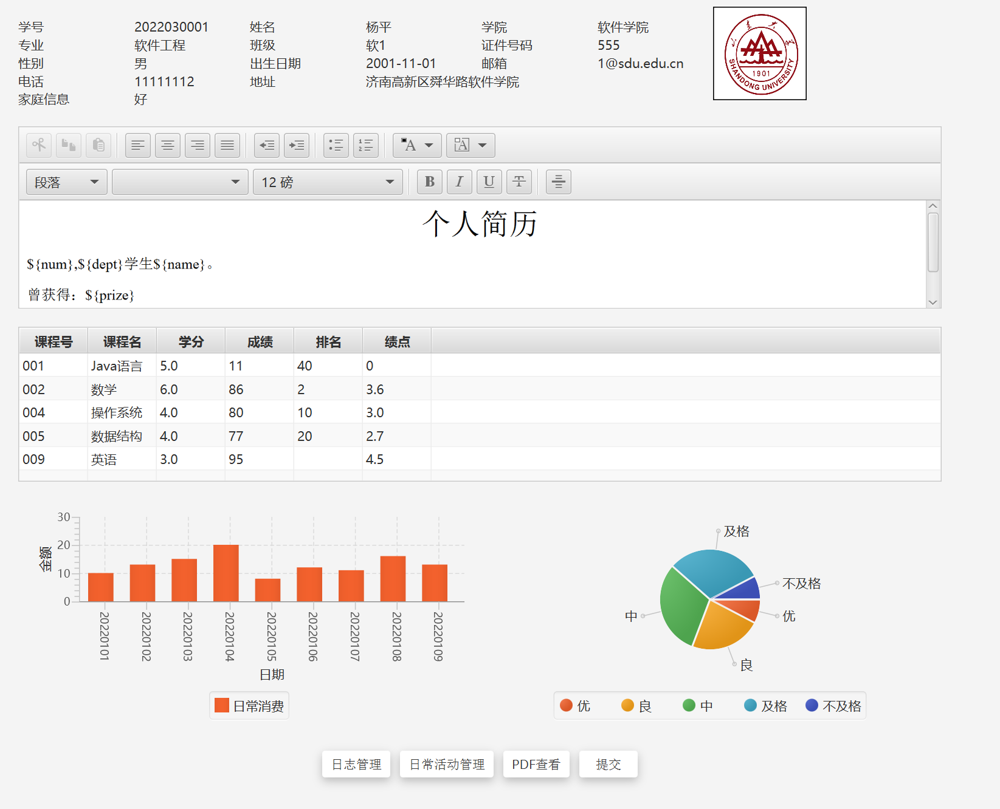 学号 2022030001 姓名 杨平 学院 软件学院
专业 软件工程 班级 软1 证件号码 555
性别 男 出生日期 2001-11-01 邮箱 1@sdu.edu.cn
电话 11111112 地址 济南高新区舜华路软件学院
家庭信息 好
1901
SHANDONG UNIVERSITY
段落 12 磅 B I U T
个人简历
${num},${dept}学生${name}。
曾获得：${prize}
课程号 课程名 学分 成绩 排名 绩点
001 Java语言 5.0 11 40 0
002 数学 6.0 86 2 3.6
004 操作系统 4.0 80 10 3.0
005 数据结构 4.0 77 20 2.7
009 英语 3.0 95 4.5
30
20
10
0
金额
20220101 20220102 20220103 20220104 20220105 20220106 20220107 20220108 20220109
日期
日常消费
及格
不及格
中
优
良
优 良 中 及格 不及格
日志管理 日常活动管理 PDF查看 提交